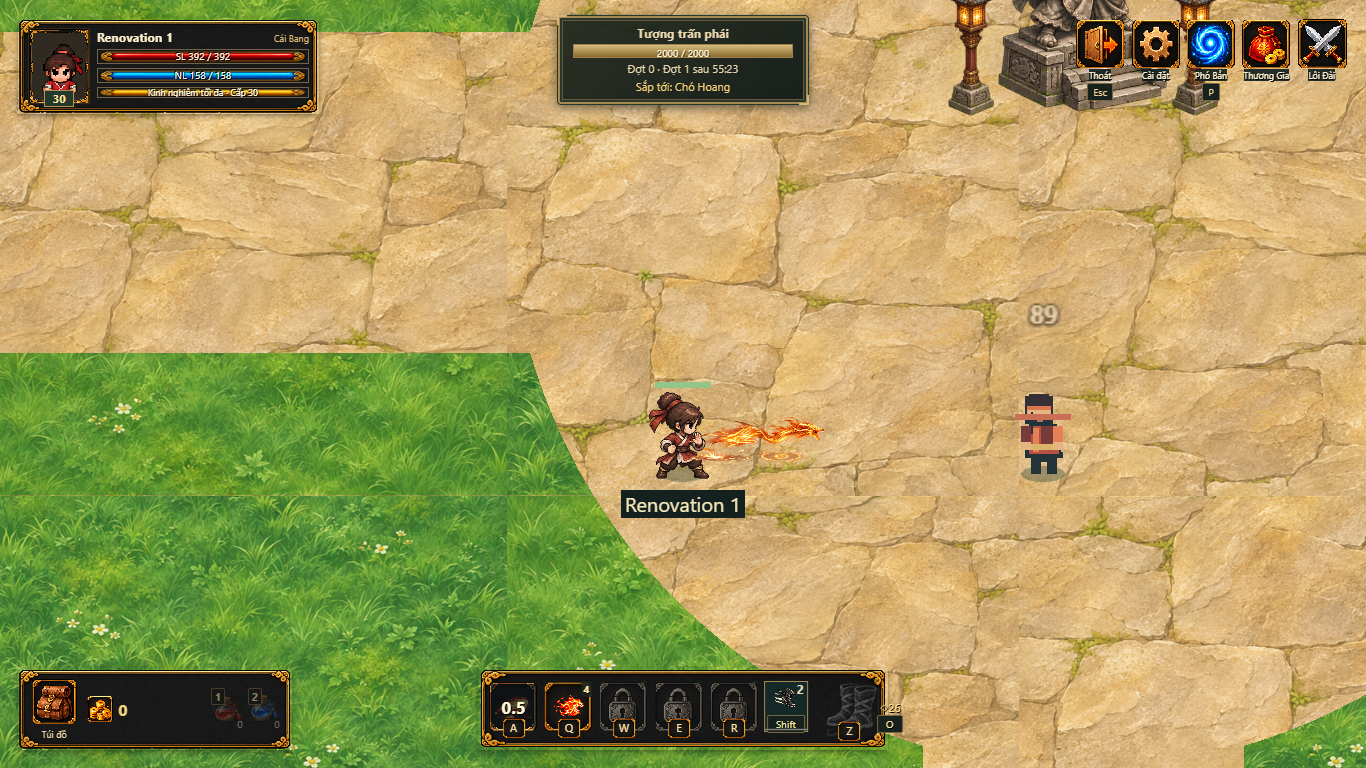 Renovation 1
Cái Bang
SL 392 / 392
NL 158 / 158
Kinh nghiệm tối đa - Cấp 30
30
Tượng trấn phái
2000 / 2000
Đợt 0 · Đợt 1 sau 55:23
Sắp tới: Chó Hoang
Thoát
Cài đặt
Phó Bản
Thương Gia
Lôi Đài
Esc
P
89
Renovation 1
Túi đồ
0
1
0
2
0
0.5
A
4
Q
W
E
R
2
Shift
Z
O